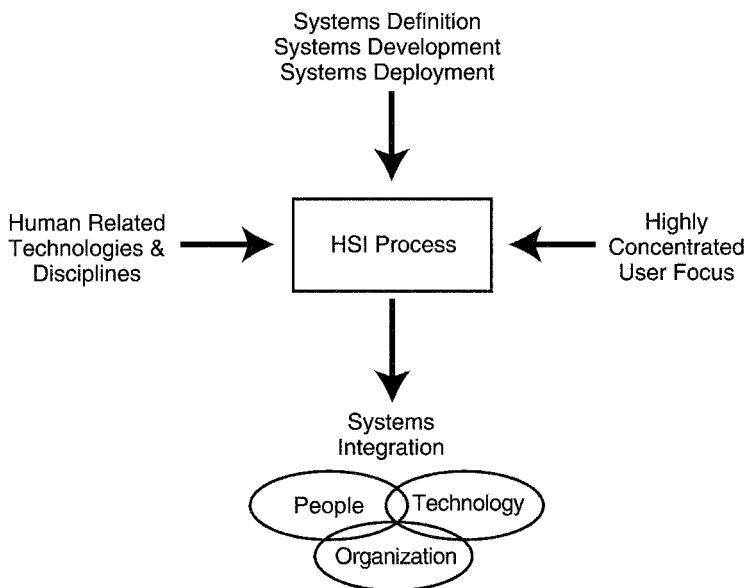 Systems Definition
Systems Development
Systems Deployment
Human Related
Technologies &
Disciplines
HSI Process
Highly
Concentrated
User Focus
Systems
Integration
People
Technology
Organization